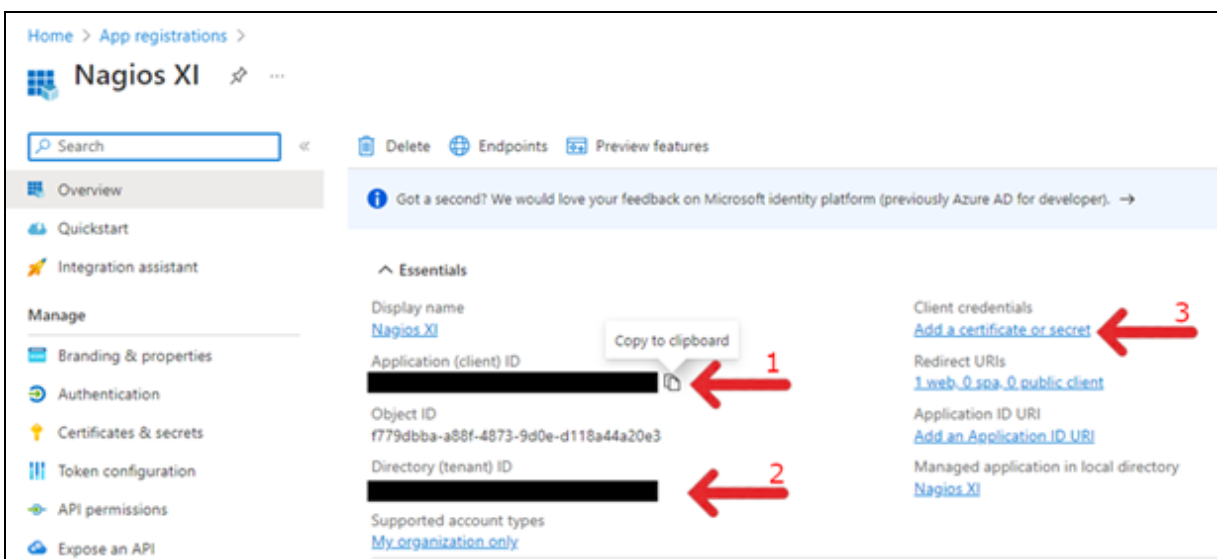 Home > App registrations >
Nagios XI
Search
Delete Endpoints Preview features
Overview
Quickstart
Integration assistant
Manage
Branding & properties
Authentication
Certificates & secrets
Token configuration
API permissions
Expose an API
Got a second? We would love your feedback on Microsoft identity platform (previously Azure AD for developer). →
Essentials
Display name
Nagios XI
Copy to clipboard
Application (client) ID
1
Object ID
f779dbba-a88f-4873-9d0e-d118a44a20e3
Directory (tenant) ID
2
Supported account types
My organization only
Client credentials
Add a certificate or secret
3
Redirect URIs
1 web, 0 spa, 0 public client
Application ID URI
Add an Application ID URI
Managed application in local directory
Nagios XI